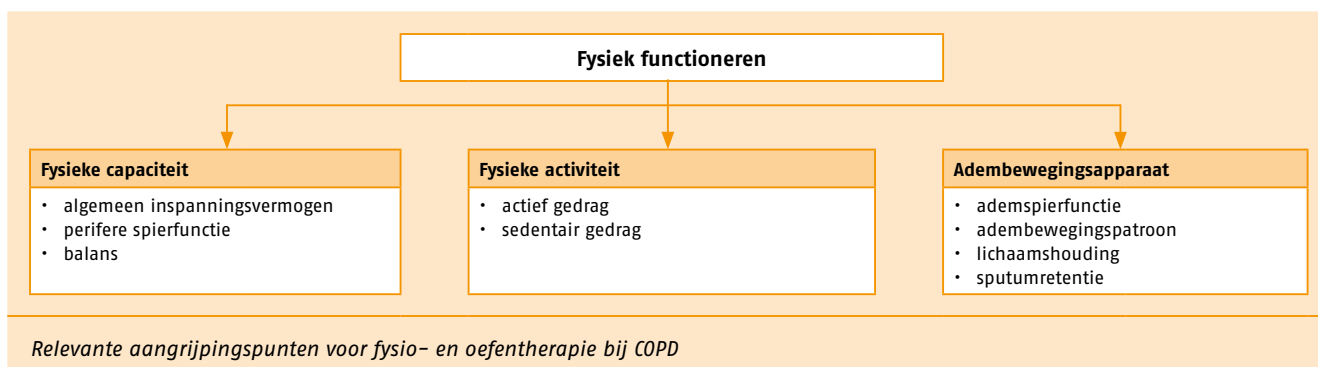 Fysiek functioneren
Fysieke capaciteit
• algemeen inspanningsvermogen
• perifere spierfunctie
• balans
Fysieke activiteit
• actief gedrag
• sedentair gedrag
Adembewegingsapparaat
• ademspierfunctie
• adembewegingspatroon
• lichaamshouding
• sputumretentie
Relevante aangrijpingspunten voor fysio- en oefentherapie bij COPD